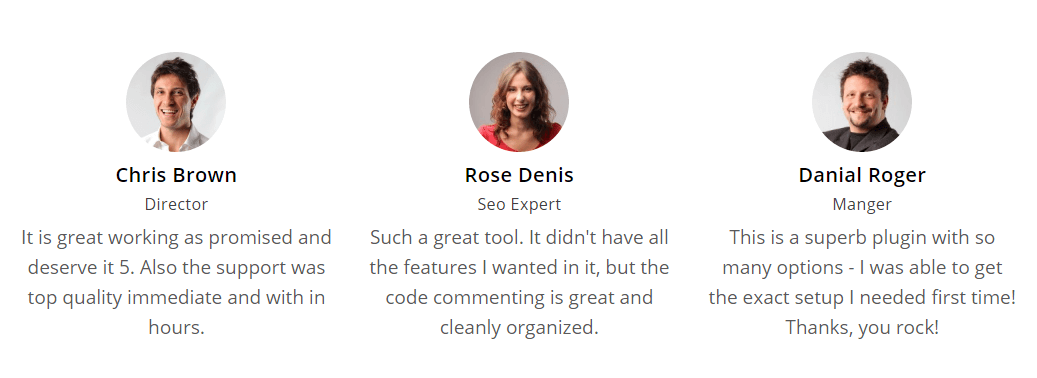 Chris Brown
Director
It is great working as promised and
deserve it 5. Also the support was
top quality immediate and with in
hours.
Rose Denis
Seo Expert
Such a great tool. It didn't have all
the features I wanted in it, but the
code commenting is great and
cleanly organized.
Danial Roger
Manger
This is a superb plugin with so
many options - I was able to get
the exact setup I needed first time!
Thanks, you rock!